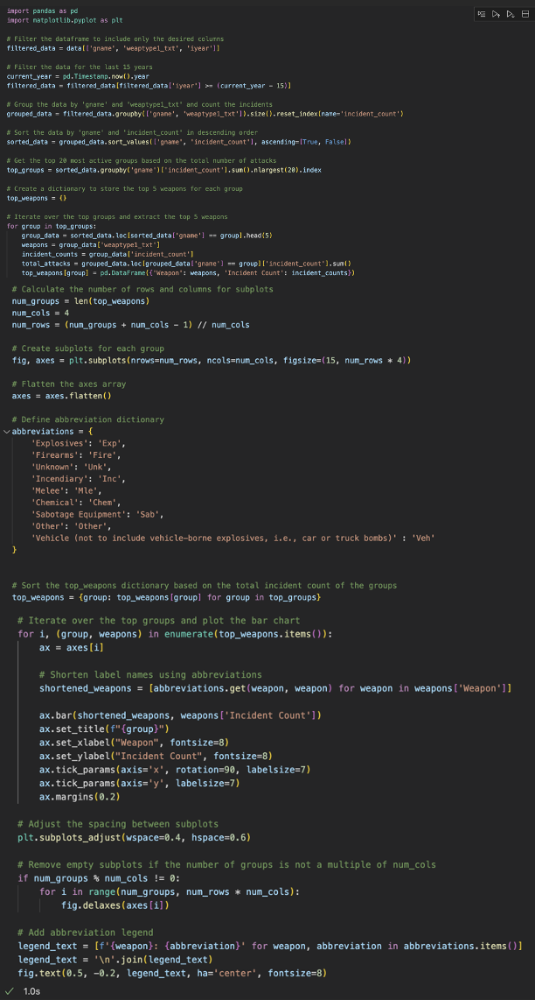 import pandas as pd
import matplotlib.pyplot as plt
# Filter the dataframe to include only the desired columns
filtered_data = data[['gname', 'weaptype1_txt', 'iyear']]
# Filter the data for the last 15 years
current_year = pd.Timestamp.now().year
filtered_data = filtered_data[filtered_data['iyear'] >= (current_year - 15)]
# Group the data by 'gname' and 'weaptype1_txt' and count the incidents
grouped_data = filtered_data.groupby(['gname', 'weaptype1_txt']).size().reset_index(name='incident_count')
# Sort the data by 'gname' and 'incident_count' in descending order
sorted_data = grouped_data.sort_values(['gname', 'incident_count'], ascending=[True, False])
# Get the top 20 most active groups based on the total number of attacks
top_groups = sorted_data.groupby('gname')['incident_count'].sum().nlargest(20).index
# Create a dictionary to store the top 5 weapons for each group
top_weapons = {}
# Iterate over the top groups and extract the top 5 weapons
for group in top_groups:
    group_data = sorted_data.loc[sorted_data['gname'] == group].head(5)
    weapons = group_data['weaptype1_txt']
    incident_counts = group_data['incident_count']
    total_attacks = grouped_data.loc[grouped_data['gname'] == group]['incident_count'].sum()
    top_weapons[group] = pd.DataFrame({'Weapon': weapons, 'Incident Count': incident_counts})
# Calculate the number of rows and columns for subplots
num_groups = len(top_weapons)
num_cols = 4
num_rows = (num_groups + num_cols - 1) // num_cols
# Create subplots for each group
fig, axes = plt.subplots(nrows=num_rows, ncols=num_cols, figsize=(15, num_rows * 4))
# Flatten the axes array
axes = axes.flatten()
# Define abbreviation dictionary
abbreviations = {
    'Explosives': 'Exp',
    'Firearms': 'Fire',
    'Unknown': 'Unk',
    'Incendiary': 'Inc',
    'Melee': 'Mle',
    'Chemical': 'Chem',
    'Sabotage Equipment': 'Sab',
    'Other': 'Other',
    'Vehicle (not to include vehicle-borne explosives, i.e., car or truck bombs)' : 'Veh'
}
# Sort the top_weapons dictionary based on the total incident count of the groups
top_weapons = {group: top_weapons[group] for group in top_groups}
# Iterate over the top groups and plot the bar chart
for i, (group, weapons) in enumerate(top_weapons.items()):
    ax = axes[i]
    # Shorten label names using abbreviations
    shortened_weapons = [abbreviations.get(weapon, weapon) for weapon in weapons['Weapon']]
    ax.bar(shortened_weapons, weapons['Incident Count'])
    ax.set_title(f"{group}")
    ax.set_xlabel("Weapon", fontsize=8)
    ax.set_ylabel("Incident Count", fontsize=8)
    ax.tick_params(axis='x', rotation=90, labelsize=7)
    ax.tick_params(axis='y', labelsize=7)
    ax.margins(0.2)
# Adjust the spacing between subplots
plt.subplots_adjust(wspace=0.4, hspace=0.6)
# Remove empty subplots if the number of groups is not a multiple of num_cols
if num_groups % num_cols != 0:
    for i in range(num_groups, num_rows * num_cols):
        fig.delaxes(axes[i])
# Add abbreviation legend
legend_text = [f'{weapon}: {abbreviation}' for weapon, abbreviation in abbreviations.items()]
legend_text = '\n'.join(legend_text)
fig.text(0.5, -0.2, legend_text, ha='center', fontsize=8)
1.0s